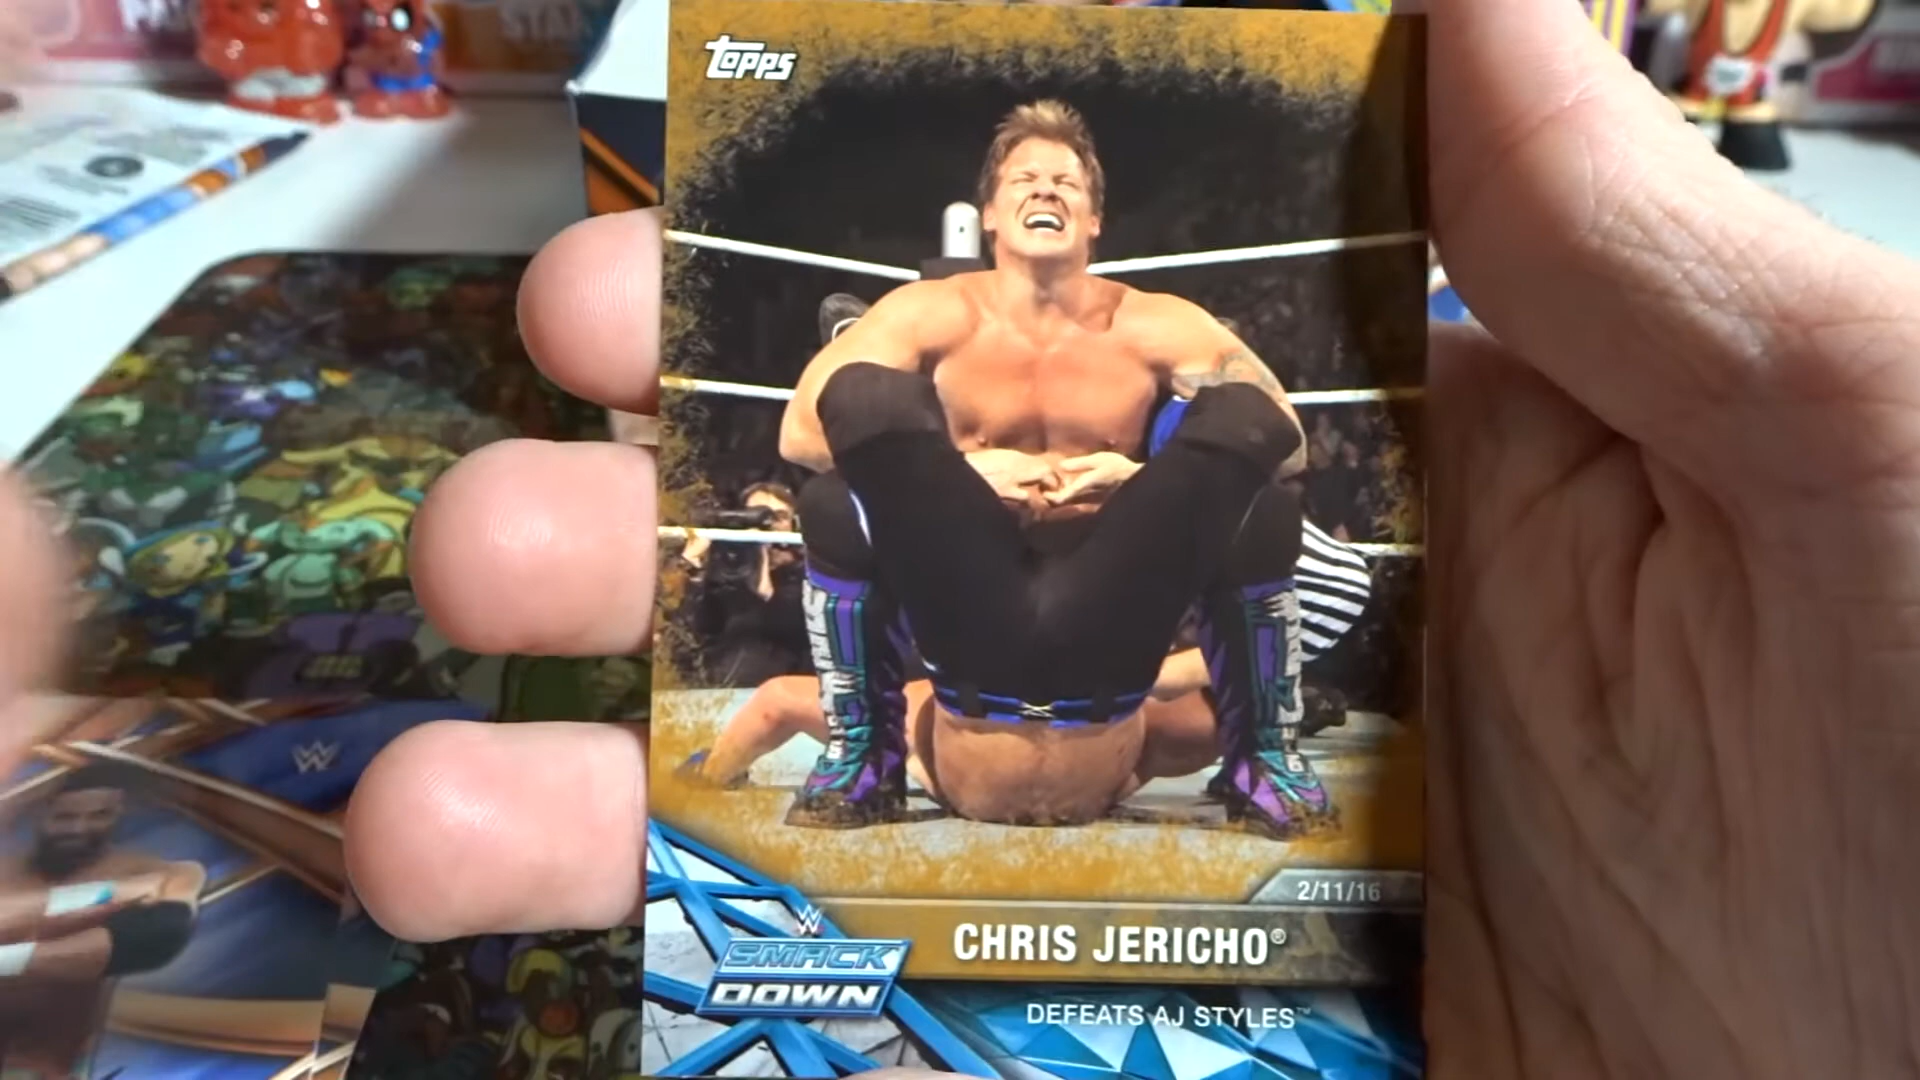 topps
2/11/16
CHRIS JERICHO®
W
SMACK
DOWN
DEFEATS AJ STYLES™